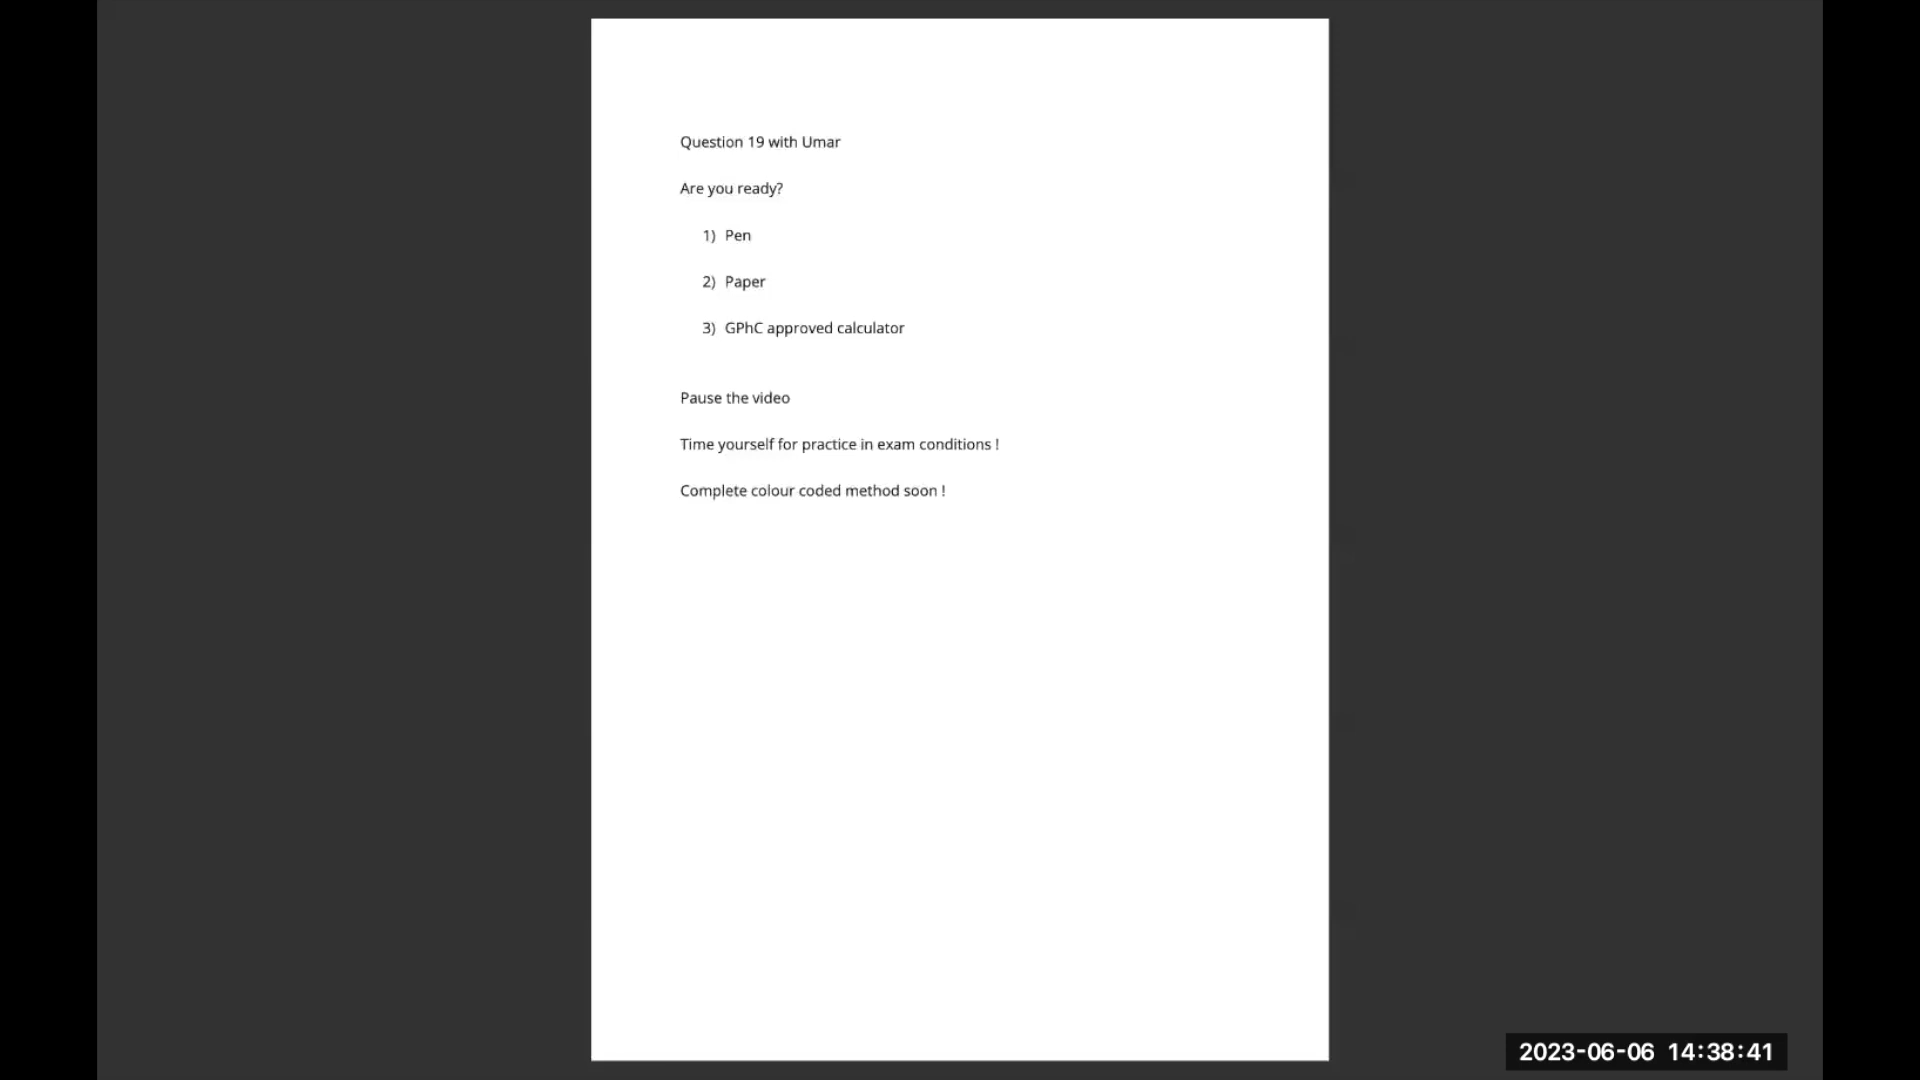 Question 19 with Umar
Are you ready?
1) Pen
2) Paper
3) GPhC approved calculator
Pause the video
Time yourself for practice in exam conditions !
Complete colour coded method soon !
2023-06-06 14:38:41